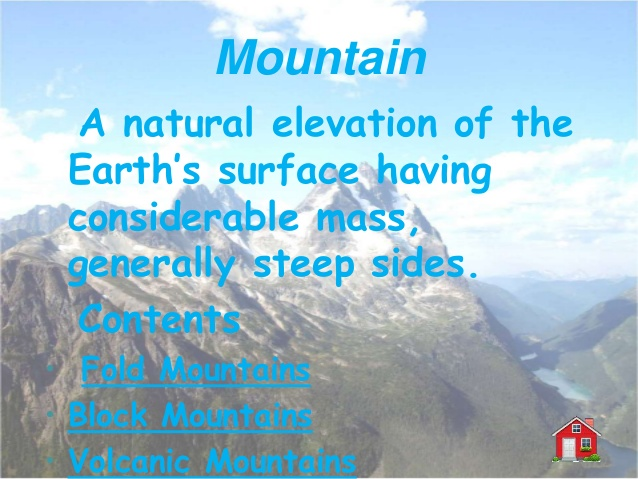 Mountain
A natural elevation of the
Earth's surface having
considerable mass,
generally steep sides.
Contents
• Fold Mountains
• Block Mountains
• Volcanic Mountains